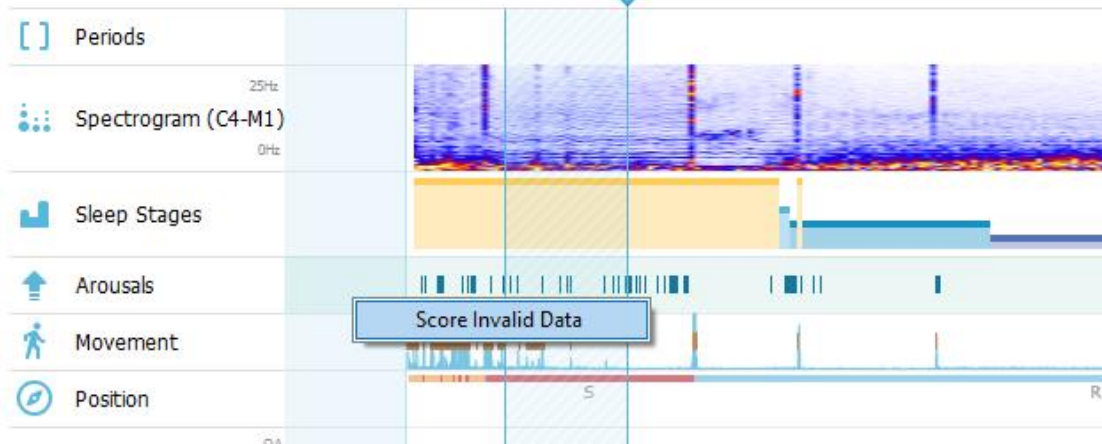 Periods
25Hz
Spectrogram (C4-M1)
0Hz
Sleep Stages
Arousals
Score Invalid Data
Movement
Position
S
R